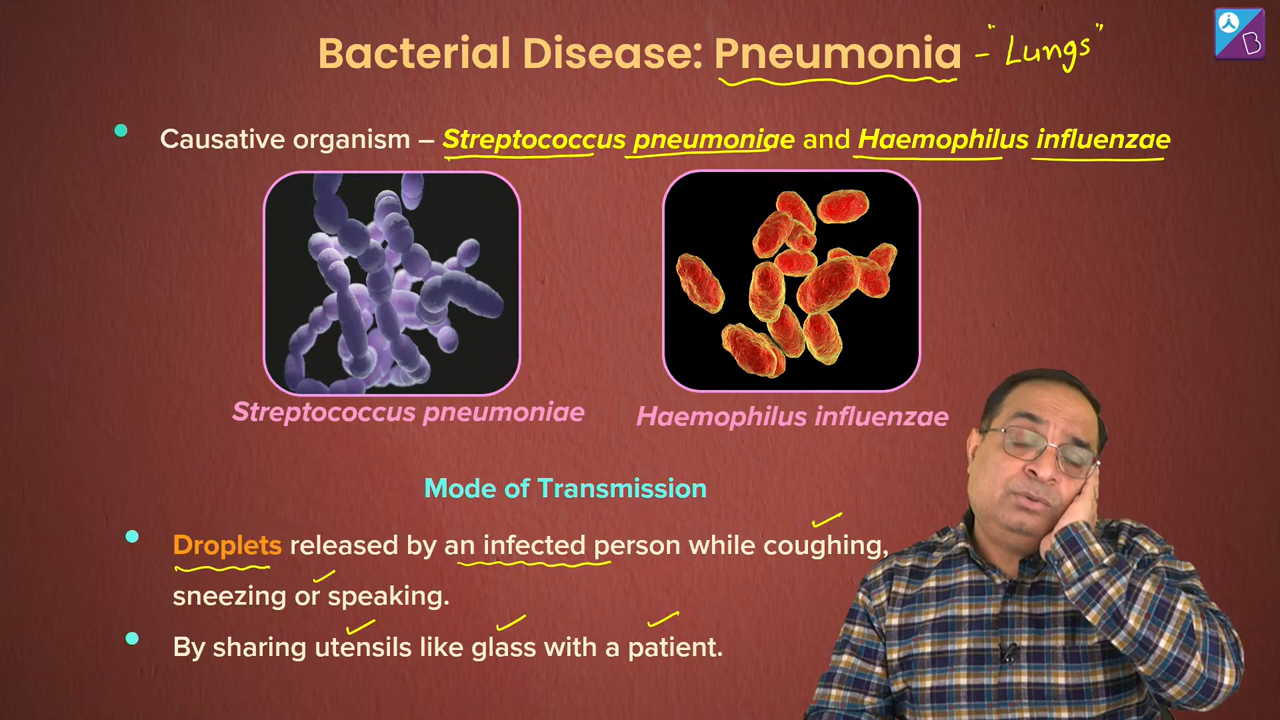 Bacterial Disease: Pneumonia - "Lungs"
B
• Causative organism – Streptococcus pneumoniae and Haemophilus influenzae
Streptococcus pneumoniae
Haemophilus influenzae
Mode of Transmission
• Droplets released by an infected person while coughing,
sneezing or speaking.
• By sharing utensils like glass with a patient.